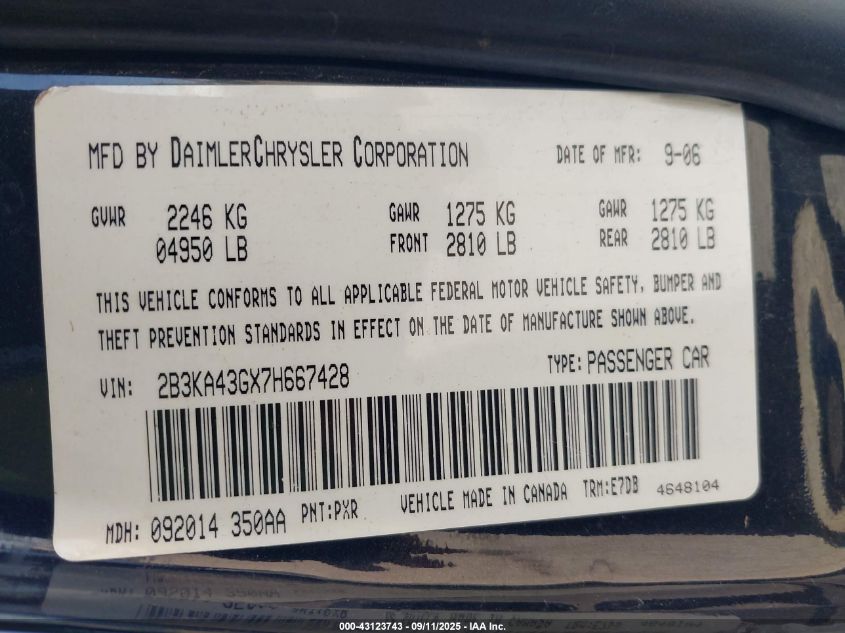 MFD BY DAIMLERCHRYSLER CORPORATION DATE OF MFR: 9-06
GVWR 2246 KG GAWR 1275 KG GAWR 1275 KG
04950 LB FRONT 2810 LB REAR 2810 LB
THIS VEHICLE CONFORMS TO ALL APPLICABLE FEDERAL MOTOR VEHICLE SAFETY, BUMPER AND
THEFT PREVENTION STANDARDS IN EFFECT ON THE DATE OF MANUFACTURE SHOWN ABOVE.
VIN: 2B3KA43GX7H667428 TYPE: PASSENGER CAR
MDH: 092014 350AA PNT:PXR VEHICLE MADE IN CANADA TRM:E7DB 4648104
000-43123743 - 09/11/2025 - IAA Inc.